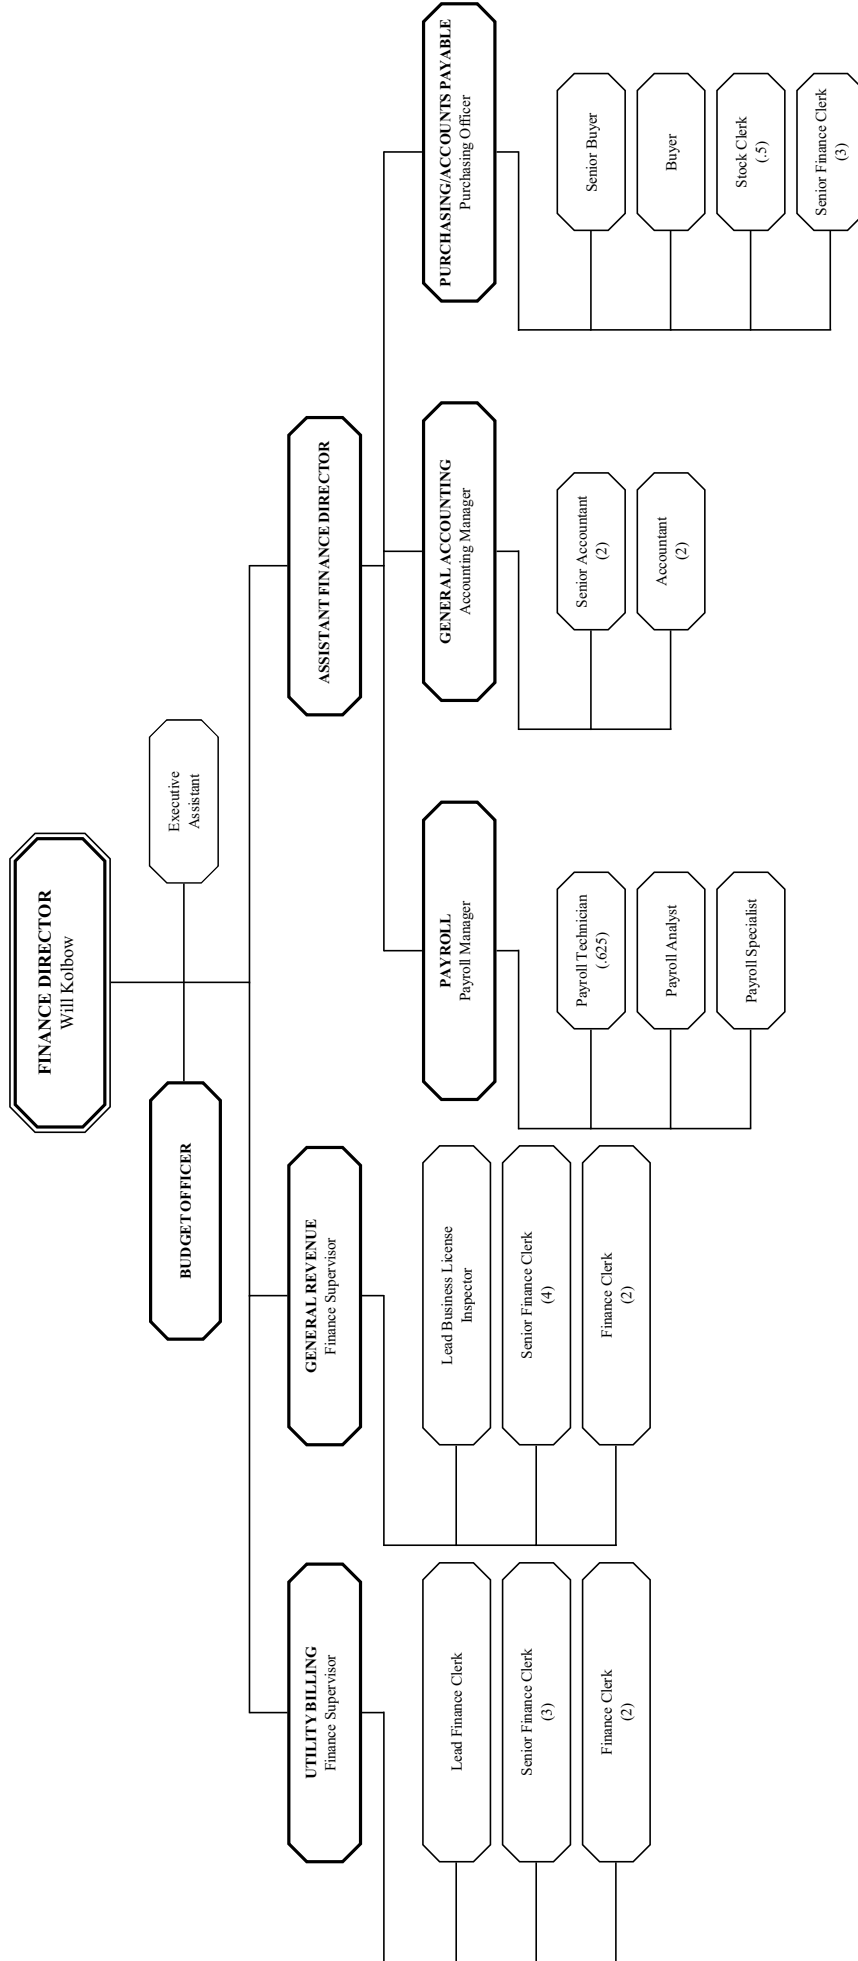 FINANCE DIRECTOR
Will Kolbow
BUDGET OFFICER
Executive
Assistant
UTILITY BILLING
Finance Supervisor
Lead Finance Clerk
Senior Finance Clerk
(3)
Finance Clerk
(2)
GENERAL REVENUE
Finance Supervisor
Lead Business License
Inspector
Senior Finance Clerk
(4)
Finance Clerk
(2)
ASSISTANT FINANCE DIRECTOR
PAYROLL
Payroll Manager
Payroll Technician
(.625)
Payroll Analyst
Payroll Specialist
GENERAL ACCOUNTING
Accounting Manager
Senior Accountant
(2)
Accountant
(2)
PURCHASING/ACCOUNTS PAYABLE
Purchasing Officer
Senior Buyer
Buyer
Stock Clerk
(.5)
Senior Finance Clerk
(3)